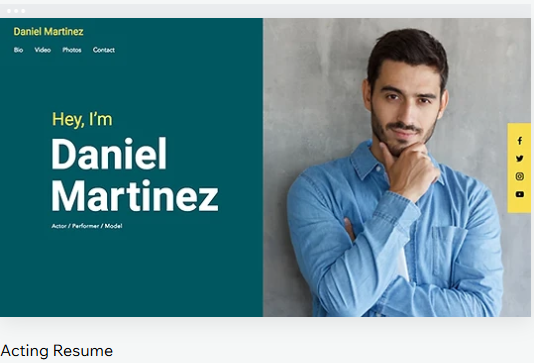 Daniel Martinez
Bio Video Photos Contact
Hey, I'm
Daniel
Martinez
Actor / Performer / Model
Acting Resume